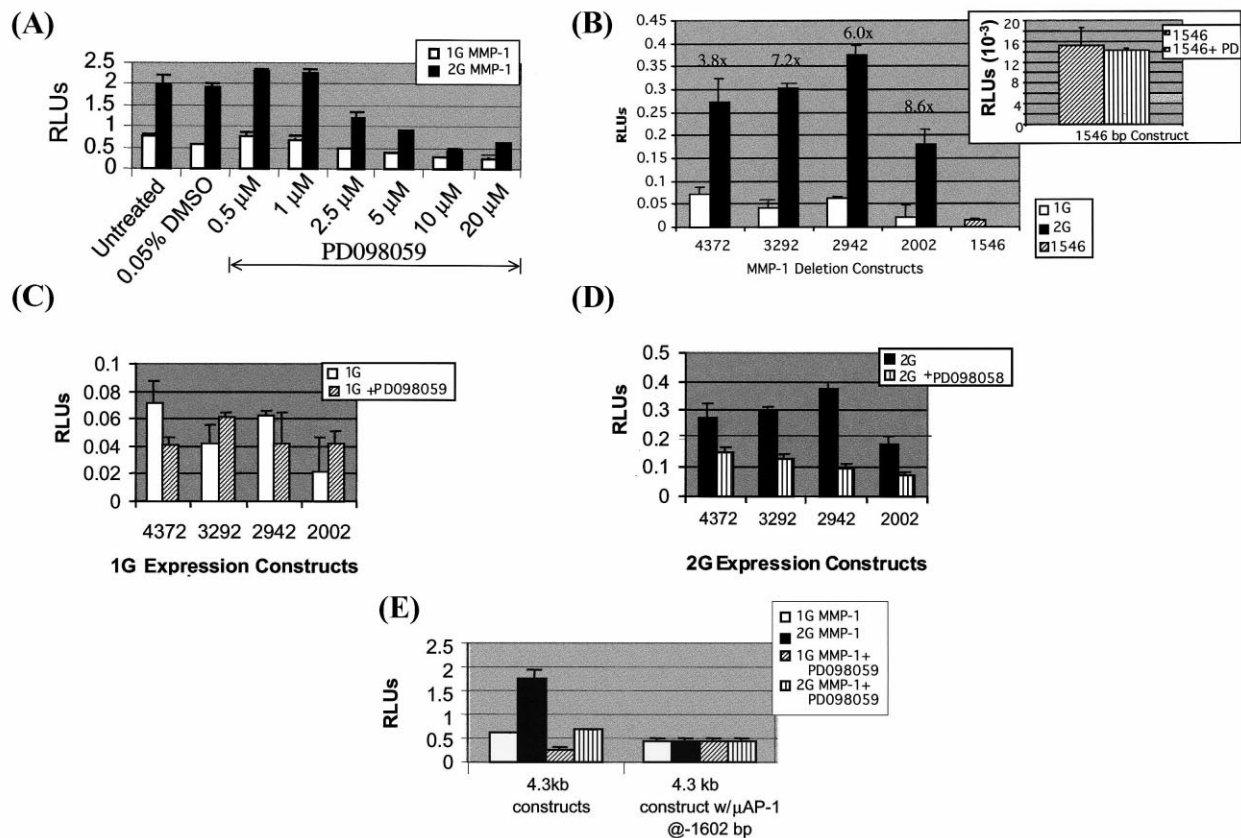 (A)
1G MMP-1
2G MMP-1
RLUs
2.5
2
1.5
1
0.5
0
Untreated
0.05% DMSO
0.5 μM
1 μM
2.5 μM
5 μM
10 μM
20 μM
PD098059
(B)
RLUs
0.45
0.4
0.35
0.3
0.25
0.2
0.15
0.1
0.05
0
3.8x
7.2x
6.0x
8.6x
4372
3292
2942
2002
1546
MMP-1 Deletion Constructs
1G
2G
1546
RLUs (10-3)
20
16
12
8
4
0
1546
1546+ PD
1546 bp Construct
(C)
1G
1G +PD098059
RLUs
0.1
0.08
0.06
0.04
0.02
0
4372 3292 2942 2002
1G Expression Constructs
(D)
2G
2G +PD098058
RLUs
0.5
0.4
0.3
0.2
0.1
0
4372 3292 2942 2002
2G Expression Constructs
(E)
1G MMP-1
2G MMP-1
1G MMP-1+
PD098059
2G MMP-1+
PD098059
RLUs
2.5
2
1.5
1
0.5
0
4.3kb
constructs
4.3 kb
construct w/μAP-1
@-1602 bp